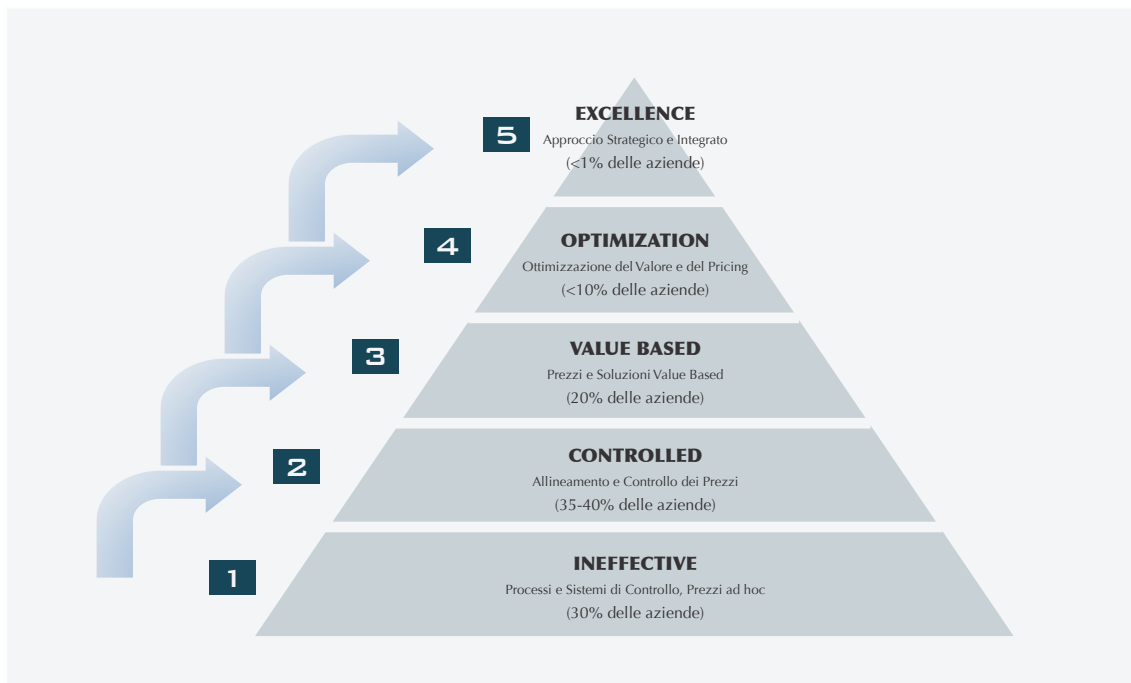 5
EXCELLENCE
Approccio Strategico e Integrato
(<1% delle aziende)
4
OPTIMIZATION
Ottimizzazione del Valore e del Pricing
(<10% delle aziende)
3
VALUE BASED
Prezzi e Soluzioni Value Based
(20% delle aziende)
2
CONTROLLED
Allineamento e Controllo dei Prezzi
(35-40% delle aziende)
1
INEFFECTIVE
Processi e Sistemi di Controllo, Prezzi ad hoc
(30% delle aziende)